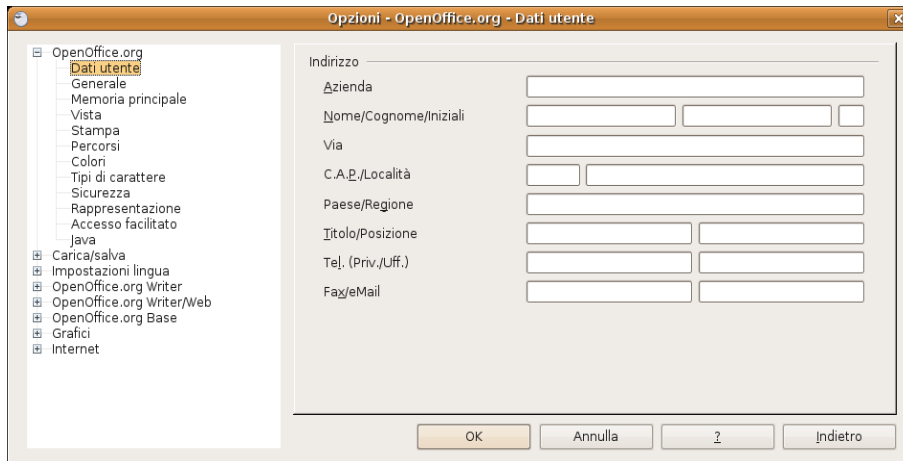 Opzioni - OpenOffice.org - Dati utente
OpenOffice.org
Dati utente
Generale
Memoria principale
Vista
Stampa
Percorsi
Colori
Tipi di carattere
Sicurezza
Rappresentazione
Accesso facilitato
Java
Carica/salva
Impostazioni lingua
OpenOffice.org Writer
OpenOffice.org Writer/Web
OpenOffice.org Base
Grafici
Internet
Indirizzo
Azienda
Nome/Cognome/Iniziali
Via
C.A.P./Località
Paese/Regione
Titolo/Posizione
Tel. (Priv./Uff.)
Fax/eMail
OK
Annulla
?
Indietro